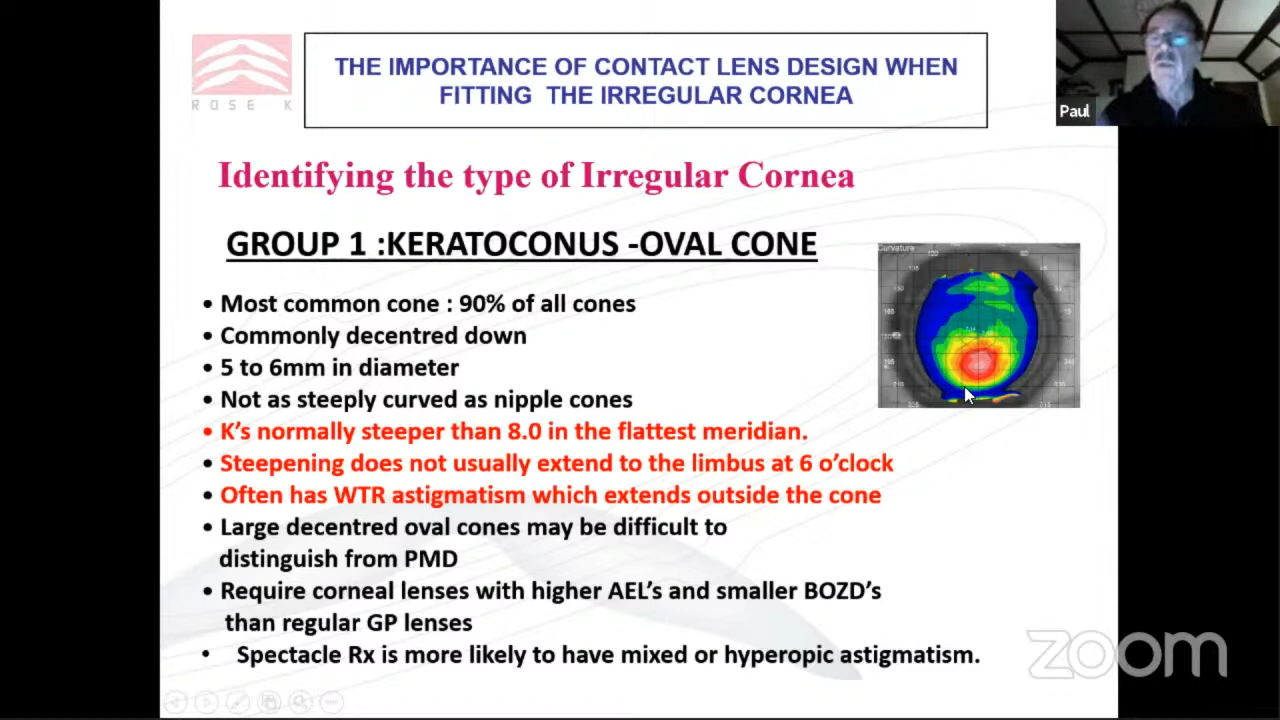 ROSE K
THE IMPORTANCE OF CONTACT LENS DESIGN WHEN
FITTING THE IRREGULAR CORNEA
Paul
Identifying the type of Irregular Cornea
GROUP 1 :KERATOCONUS -OVAL CONE
Curvature
• Most common cone : 90% of all cones
• Commonly decentred down
• 5 to 6mm in diameter
• Not as steeply curved as nipple cones
• K's normally steeper than 8.0 in the flattest meridian.
• Steepening does not usually extend to the limbus at 6 o'clock
• Often has WTR astigmatism which extends outside the cone
• Large decentred oval cones may be difficult to
distinguish from PMD
• Require corneal lenses with higher AEL's and smaller BOZD's
than regular GP lenses
• Spectacle Rx is more likely to have mixed or hyperopic astigmatism.
zoom